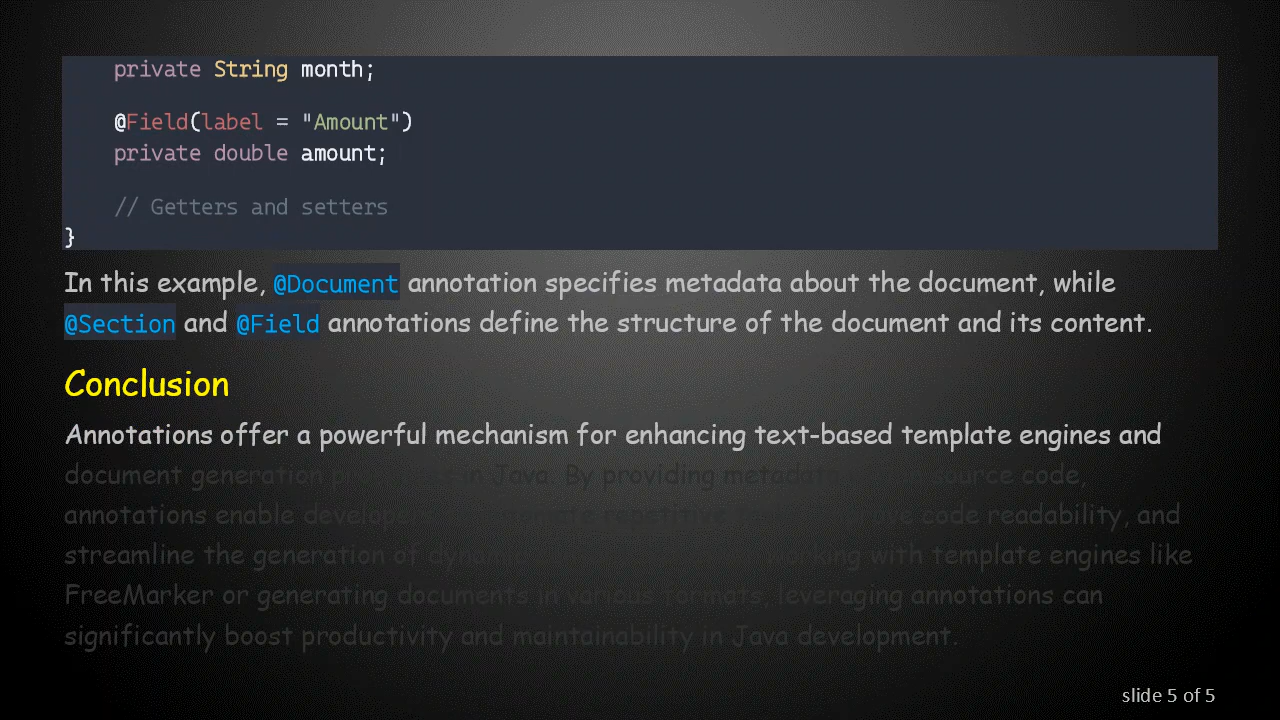 private String month;
@Field(label = "Amount")
private double amount;
// Getters and setters
}
In this example, @Document annotation specifies metadata about the document, while
@Section and @Field annotations define the structure of the document and its content.
Conclusion
Annotations offer a powerful mechanism for enhancing text-based template engines and
document generation in Java. By providing metadata source code,
annotations enable repetitive code readability, and
streamline the generation of with template engines like
FreeMarker or generating documents in various formats, leveraging annotations can
significantly boost productivity and maintainability in Java development.
slide 5 of 5